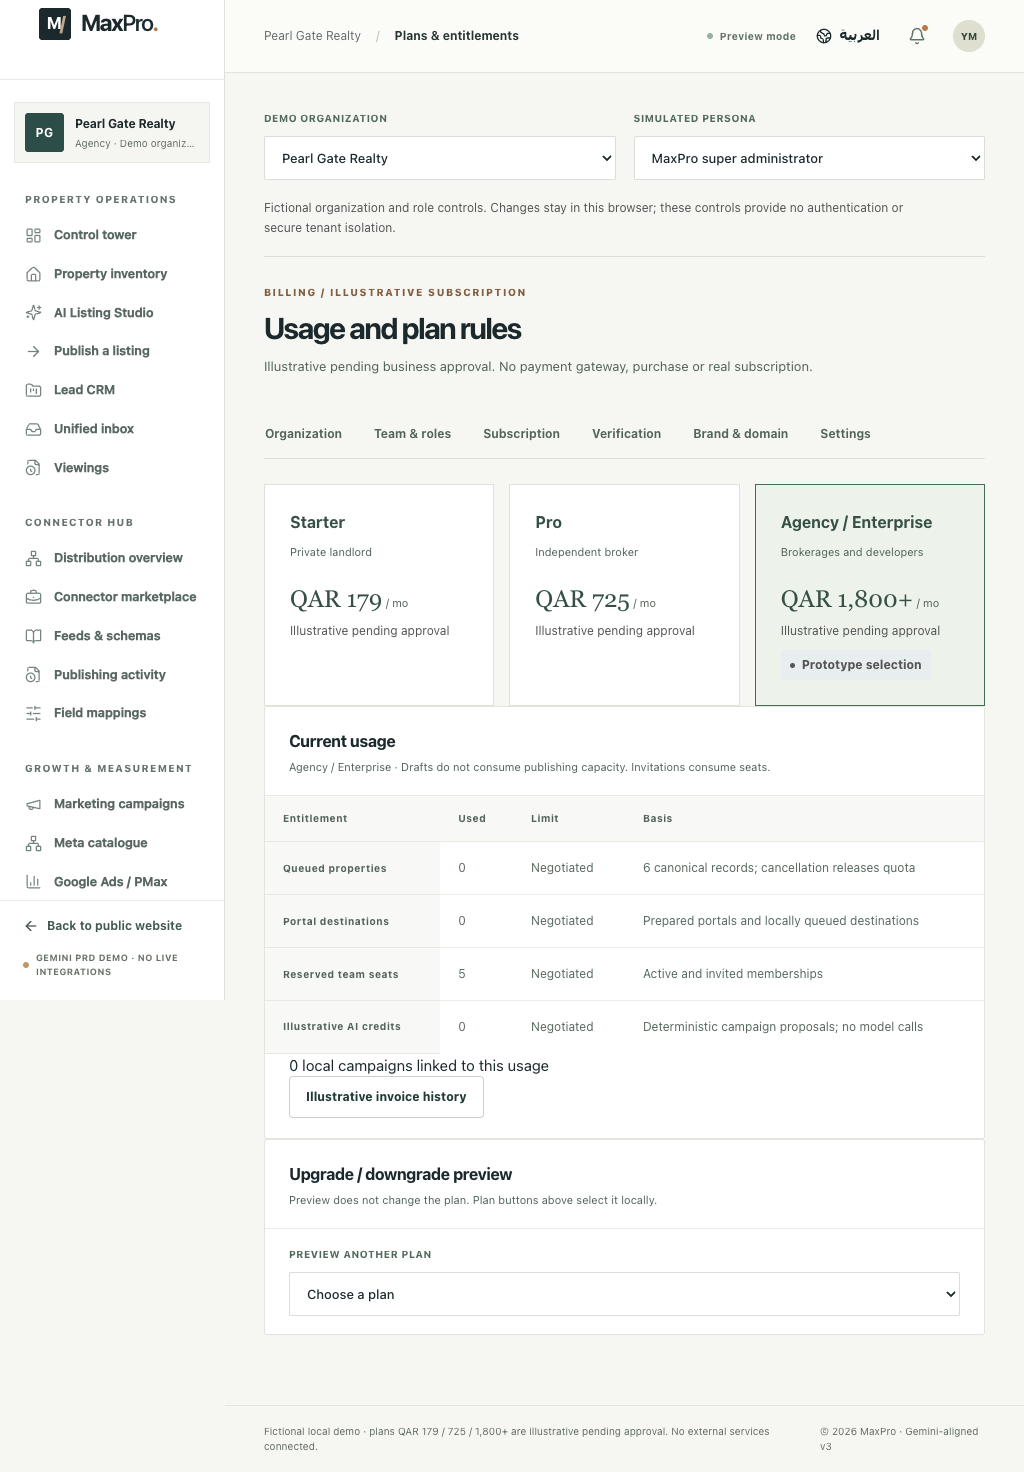 M/ MaxPro.
PG
Pearl Gate Realty
Agency · Demo organiz...
PROPERTY OPERATIONS
Control tower
Property inventory
AI Listing Studio
Publish a listing
Lead CRM
Unified inbox
Viewings
CONNECTOR HUB
Distribution overview
Connector marketplace
Feeds & schemas
Publishing activity
Field mappings
GROWTH & MEASUREMENT
Marketing campaigns
Meta catalogue
Google Ads / PMax
Back to public website
GEMINI PRD DEMO · NO LIVE
INTEGRATIONS
Pearl Gate Realty / Plans & entitlements
Preview mode
العربية
YM
DEMO ORGANIZATION
Pearl Gate Realty
SIMULATED PERSONA
MaxPro super administrator
Fictional organization and role controls. Changes stay in this browser; these controls provide no authentication or
secure tenant isolation.
BILLING / ILLUSTRATIVE SUBSCRIPTION
Usage and plan rules
Illustrative pending business approval. No payment gateway, purchase or real subscription.
Organization Team & roles Subscription Verification Brand & domain Settings
Starter
Private landlord
QAR 179 / mo
Illustrative pending approval
Pro
Independent broker
QAR 725 / mo
Illustrative pending approval
Agency / Enterprise
Brokerages and developers
QAR 1,800+ / mo
Illustrative pending approval
Prototype selection
Current usage
Agency / Enterprise · Drafts do not consume publishing capacity. Invitations consume seats.
Entitlement Used Limit Basis
Queued properties 0 Negotiated 6 canonical records; cancellation releases quota
Portal destinations 0 Negotiated Prepared portals and locally queued destinations
Reserved team seats 5 Negotiated Active and invited memberships
Illustrative AI credits 0 Negotiated Deterministic campaign proposals; no model calls
0 local campaigns linked to this usage
Illustrative invoice history
Upgrade / downgrade preview
Preview does not change the plan. Plan buttons above select it locally.
PREVIEW ANOTHER PLAN
Choose a plan
Fictional local demo · plans QAR 179 / 725 / 1,800+ are illustrative pending approval. No external services
connected.
© 2026 MaxPro · Gemini-aligned
v3